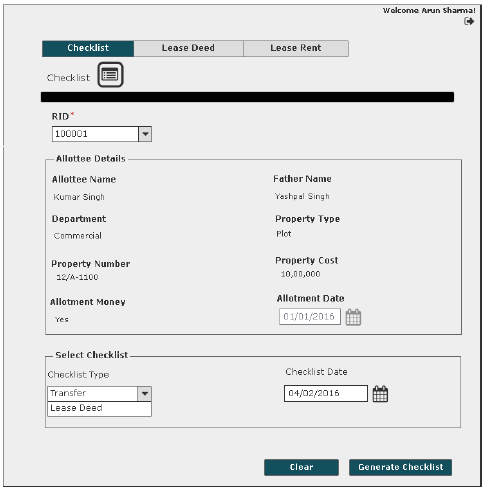 Welcome Arun Sharma!
Checklist Lease Deed Lease Rent
Checklist
RID*
100001
Allottee Details
Allottee Name Father Name
Kumar Singh Yashpal Singh
Department Property Type
Commercial Plot
Property Number Property Cost
12/A-1100 10,00,000
Allotment Money Allotment Date
Yes 01/01/2016
Select Checklist
Checklist Type Checklist Date
Transfer 04/02/2016
Lease Deed
Clear Generate Checklist